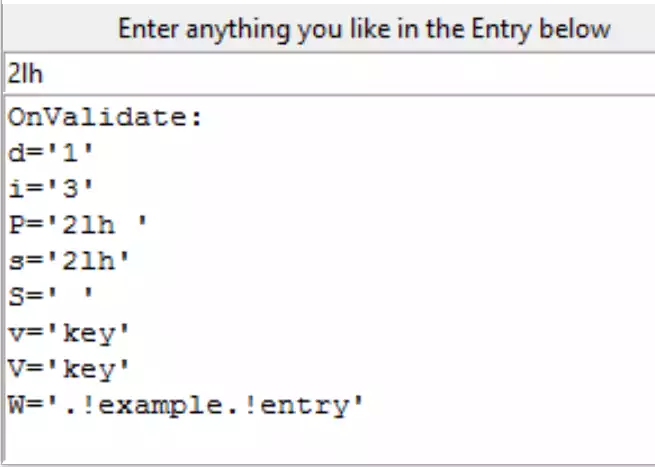 Enter anything you like in the Entry below
2lh
OnValidate:
d='1'
i='3'
P='2lh '
s='2lh'
S=' '
v='key'
V='key'
W='.!example.!entry'